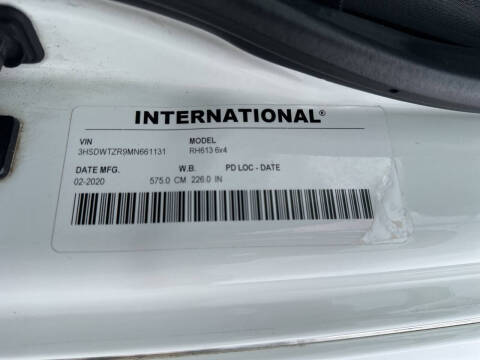 INTERNATIONAL®
VIN MODEL
3HSDWTZR9MN661131 RH613 6x4
DATE MFG. W.B. PD LOC - DATE
02-2020 575.0 CM 226.0 IN